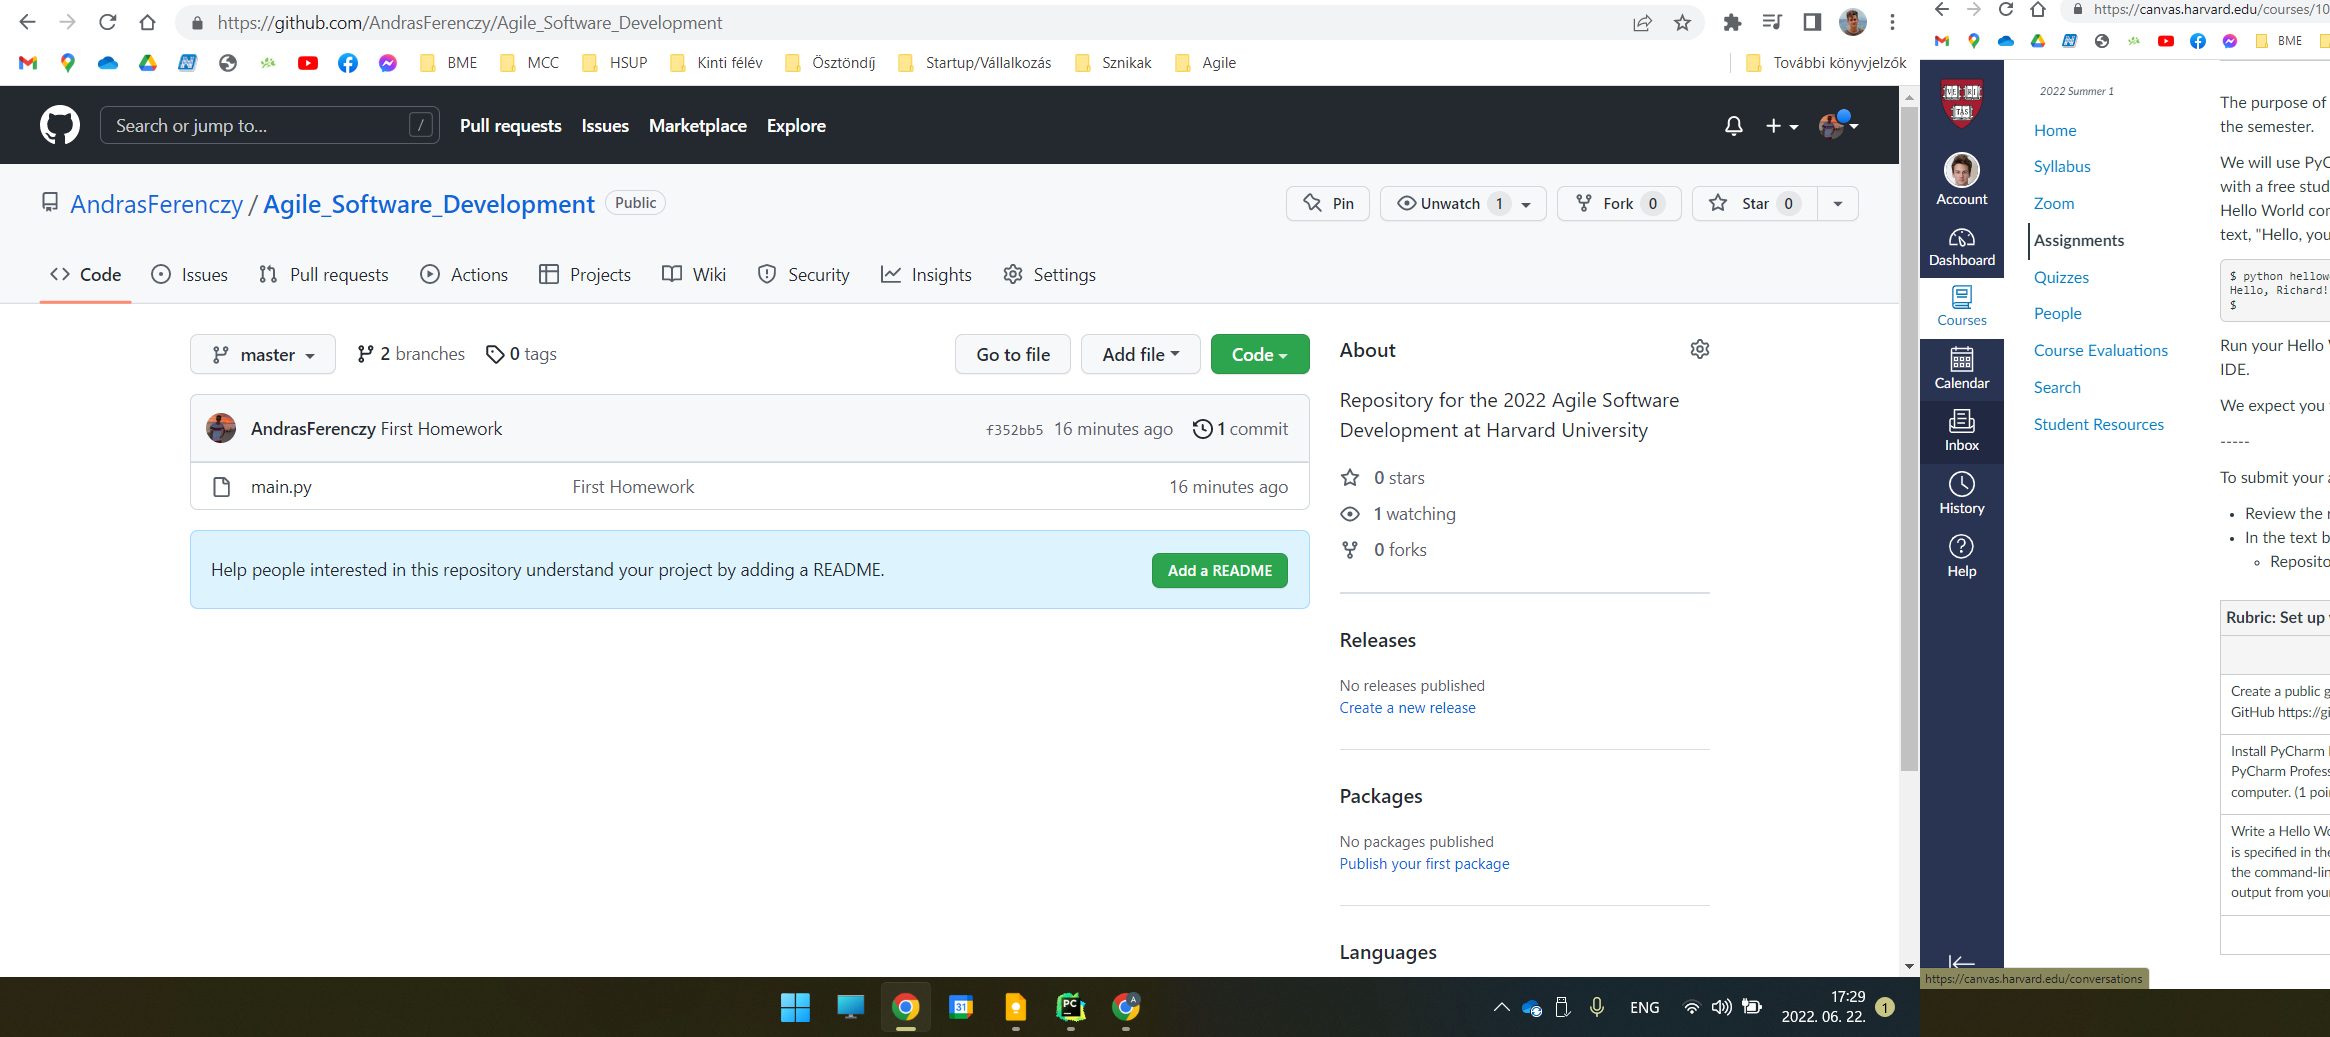 https://github.com/AndrasFerenczy/Agile_Software_Development
BME MCC HSUP Kinti félév Ösztöndíj Startup/Vállalkozás Sznikak Agile További könyvjelzők
Search or jump to... / Pull requests Issues Marketplace Explore
AndrasFerenczy / Agile_Software_Development Public
Pin Unwatch 1 Fork 0 Star 0
Code Issues Pull requests Actions Projects Wiki Security Insights Settings
master 2 branches 0 tags Go to file Add file Code
AndrasFerenczy First Homework f352bb5 16 minutes ago 1 commit
main.py First Homework 16 minutes ago
Help people interested in this repository understand your project by adding a README. Add a README
About
Repository for the 2022 Agile Software
Development at Harvard University
0 stars
1 watching
0 forks
Releases
No releases published
Create a new release
Packages
No packages published
Publish your first package
Languages
PC A 31
ENG
17:29
2022. 06. 22.
1
https://canvas.harvard.edu/courses/10
BME
VE RI TAS
Account
Dashboard
Courses
Calendar
Inbox
History
Help
2022 Summer 1
Home
Syllabus
Zoom
Assignments
Quizzes
People
Course Evaluations
Search
Student Resources
The purpose of
the semester.
We will use PyC
with a free stud
Hello World con
text, "Hello, you
$ python hellow
Hello, Richard!
$
Run your Hello
IDE.
We expect you
-----
To submit your a
Review the r
In the text b
Reposito
Rubric: Set up
Create a public g
GitHub https://gi
Install PyCharm
PyCharm Profess
computer. (1 poi
Write a Hello Wo
is specified in the
the command-lin
output from your
https://canvas.harvard.edu/conversations